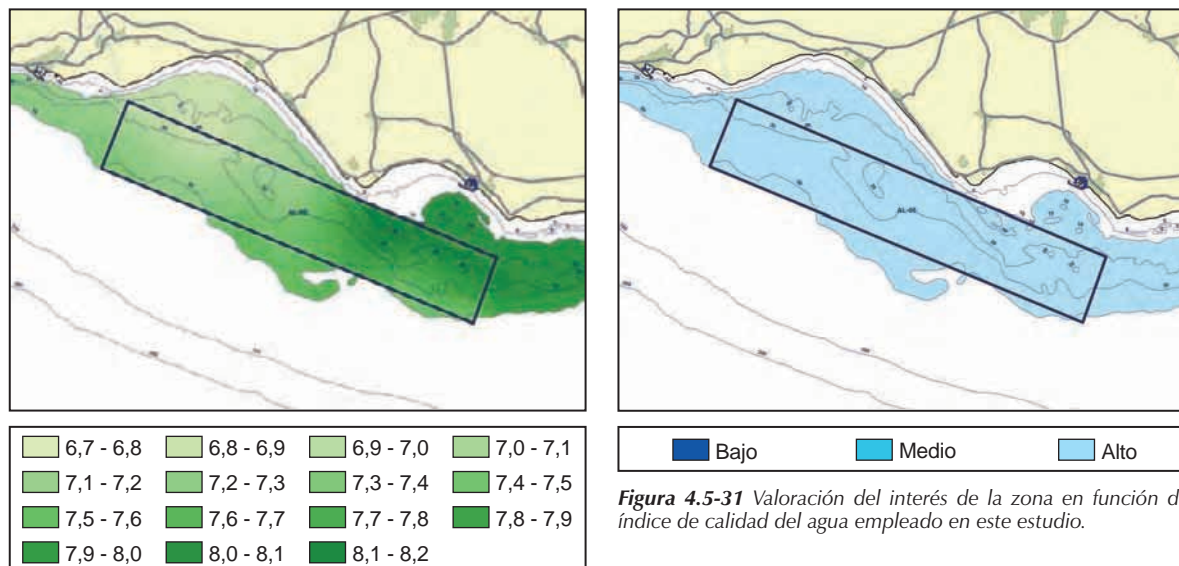 6,7 - 6,8 6,8 - 6,9 6,9 - 7,0 7,0 - 7,1
7,1 - 7,2 7,2 - 7,3 7,3 - 7,4 7,4 - 7,5
7,5 - 7,6 7,6 - 7,7 7,7 - 7,8 7,8 - 7,9
7,9 - 8,0 8,0 - 8,1 8,1 - 8,2
Bajo Medio Alto
Figura 4.5-31 Valoración del interés de la zona en función d
índice de calidad del agua empleado en este estudio.